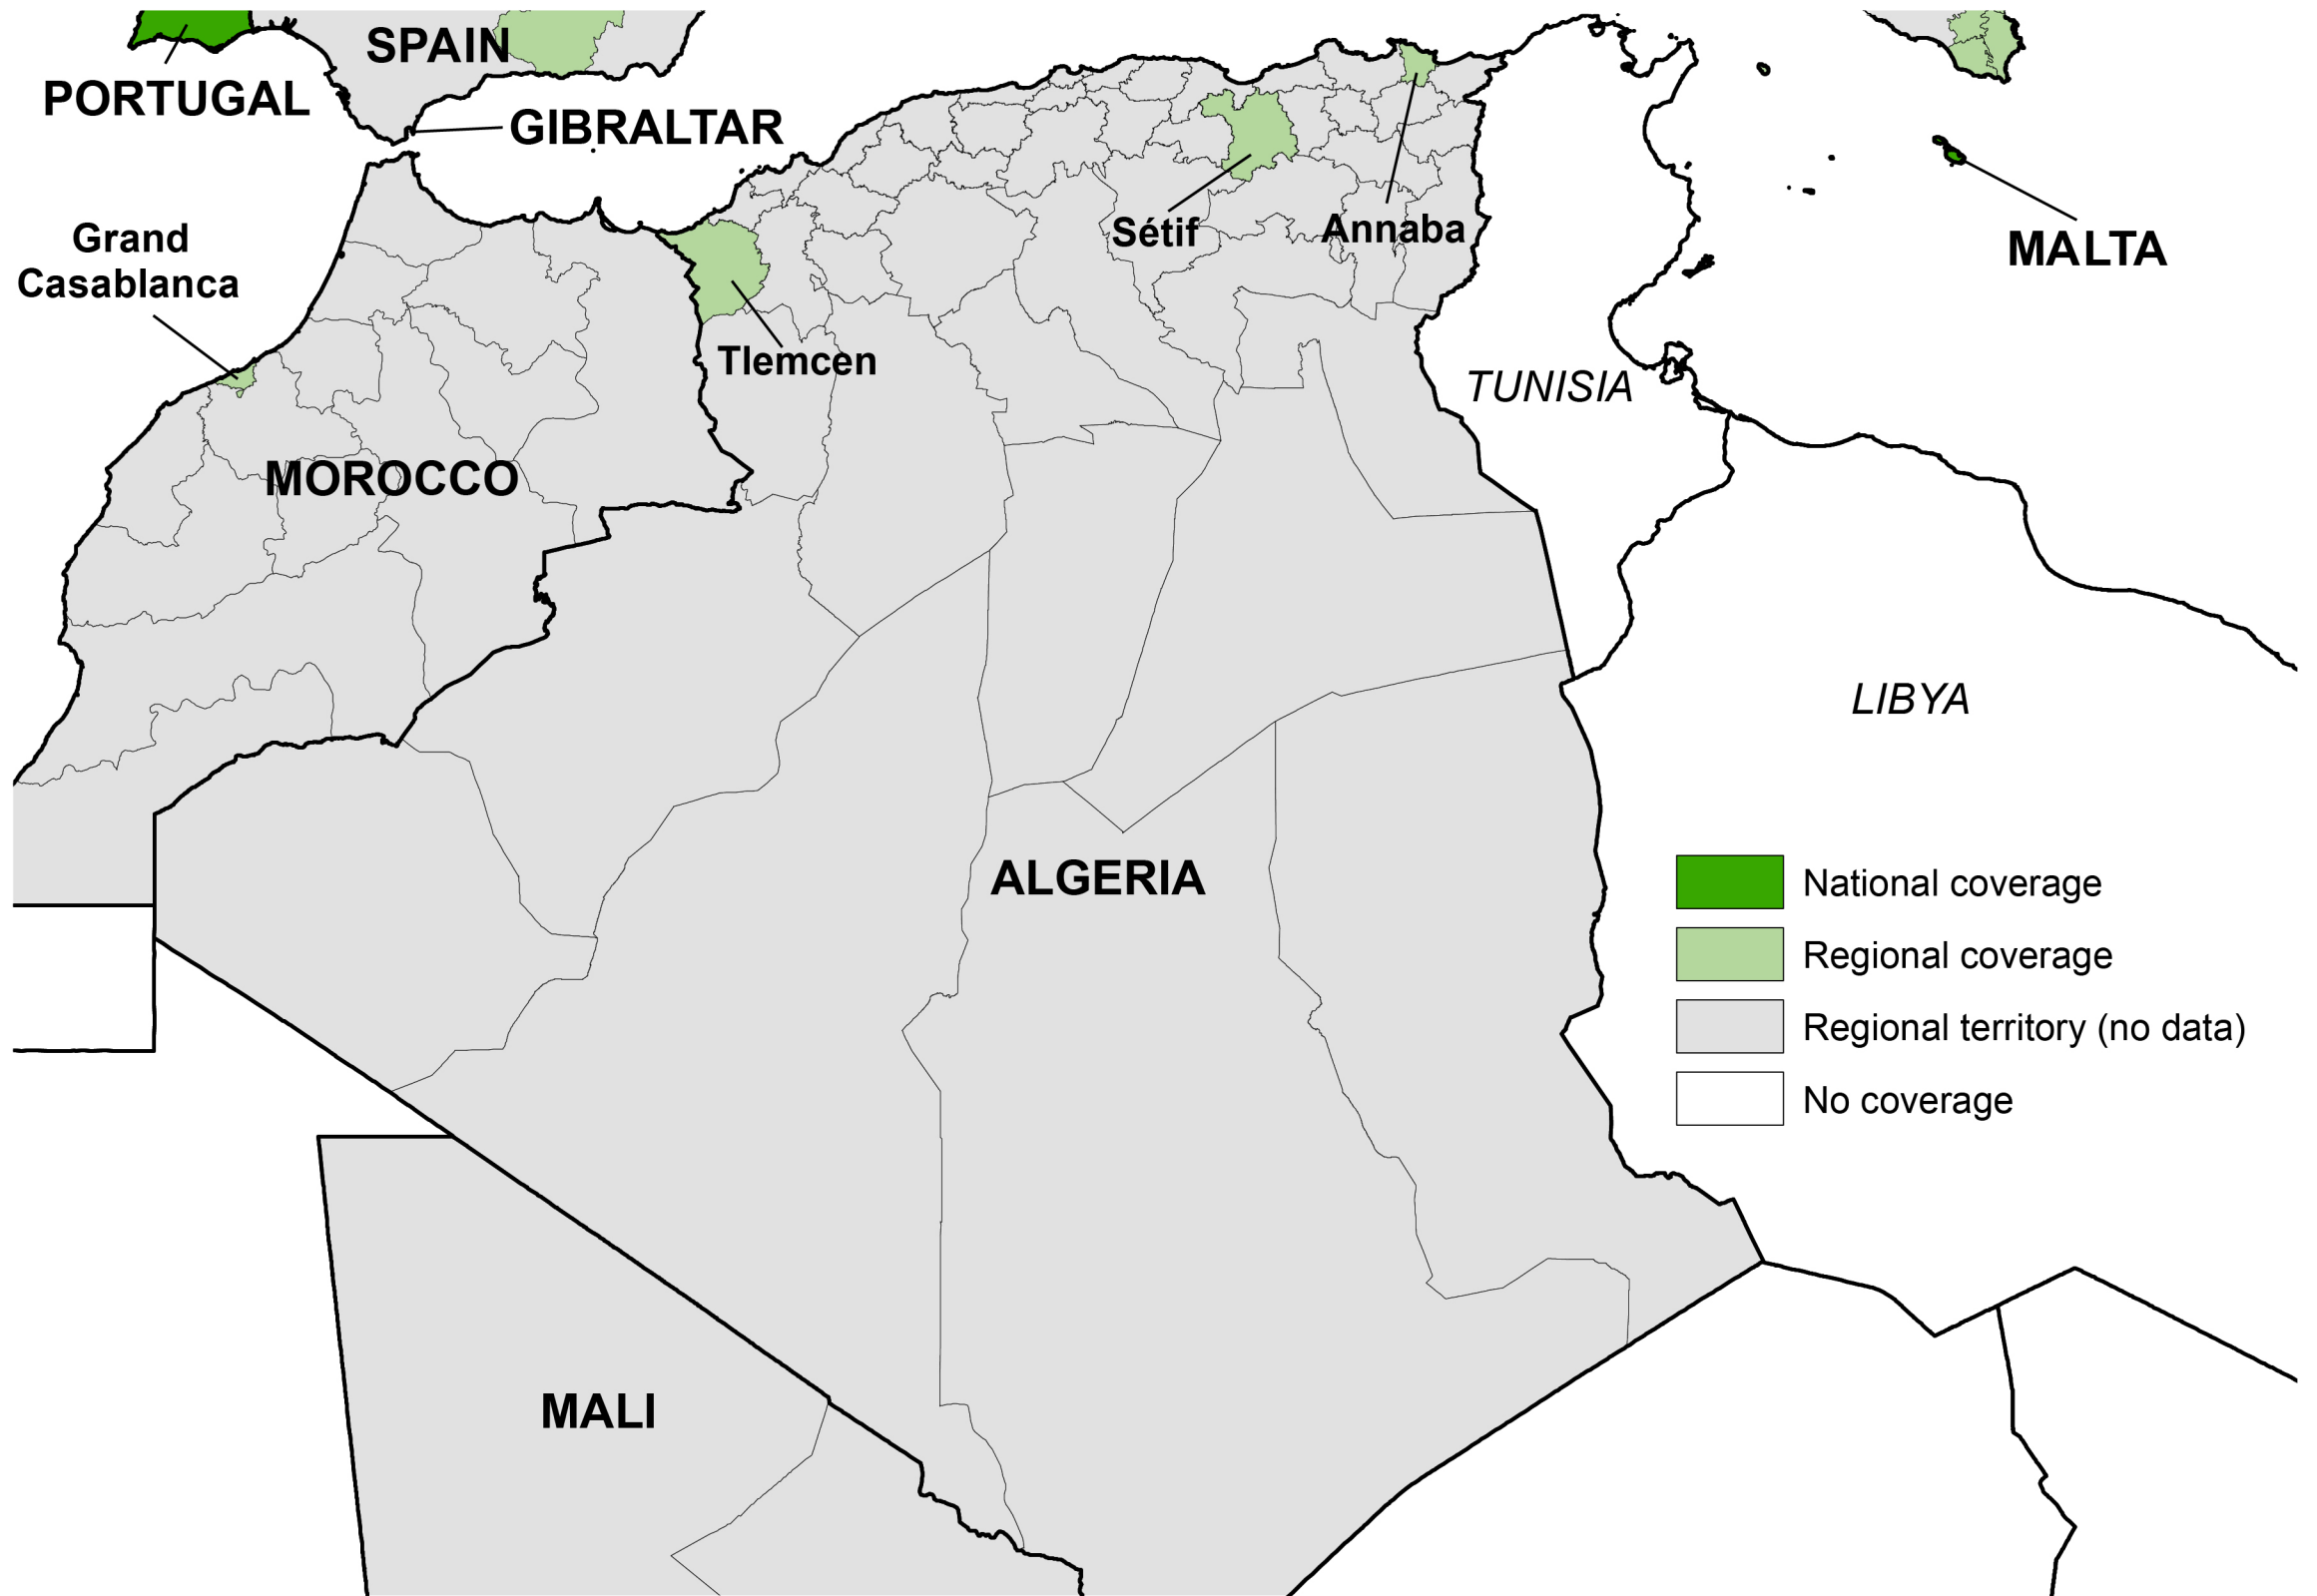 SPAIN
PORTUGAL
GIBRALTAR
Grand
Casablanca
Sétif
Annaba
MALTA
Tlemcen
TUNISIA
MOROCCO
LIBYA
ALGERIA
National coverage
Regional coverage
Regional territory (no data)
No coverage
MALI